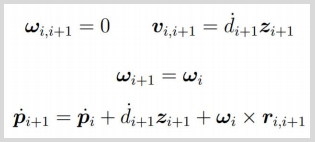 ω_{i,i+1} = 0 v_{i,i+1} = ḋ_{i+1} z_{i+1}
ω_{i+1} = ω_i
ṗ_{i+1} = ṗ_i + ḋ_{i+1} z_{i+1} + ω_i × r_{i,i+1}